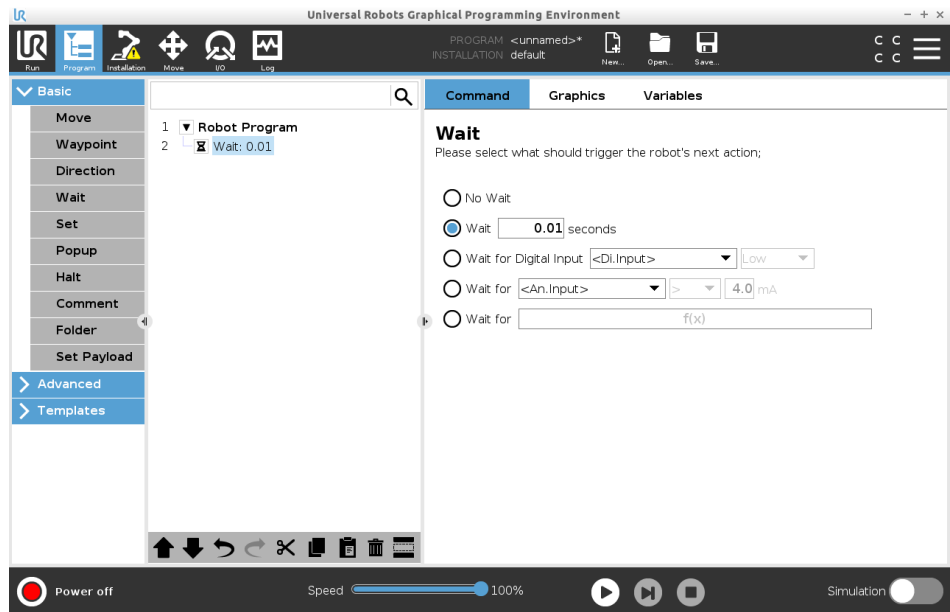 UR
Universal Robots Graphical Programming Environment
UR
PROGRAM <unnamed>*
INSTALLATION default
C C
C C
Run Program Installation Move I/O Log New... Open... Save...
Basic
Move
Waypoint
Direction
Wait
Set
Popup
Halt
Comment
Folder
Set Payload
Advanced
Templates
1 Robot Program
2 Wait: 0.01
Command Graphics Variables
Wait
Please select what should trigger the robot's next action;
No Wait
Wait 0.01 seconds
Wait for Digital Input <Di.Input> Low
Wait for <An.Input> > 4.0 mA
Wait for f(x)
Power off Speed 100% Simulation